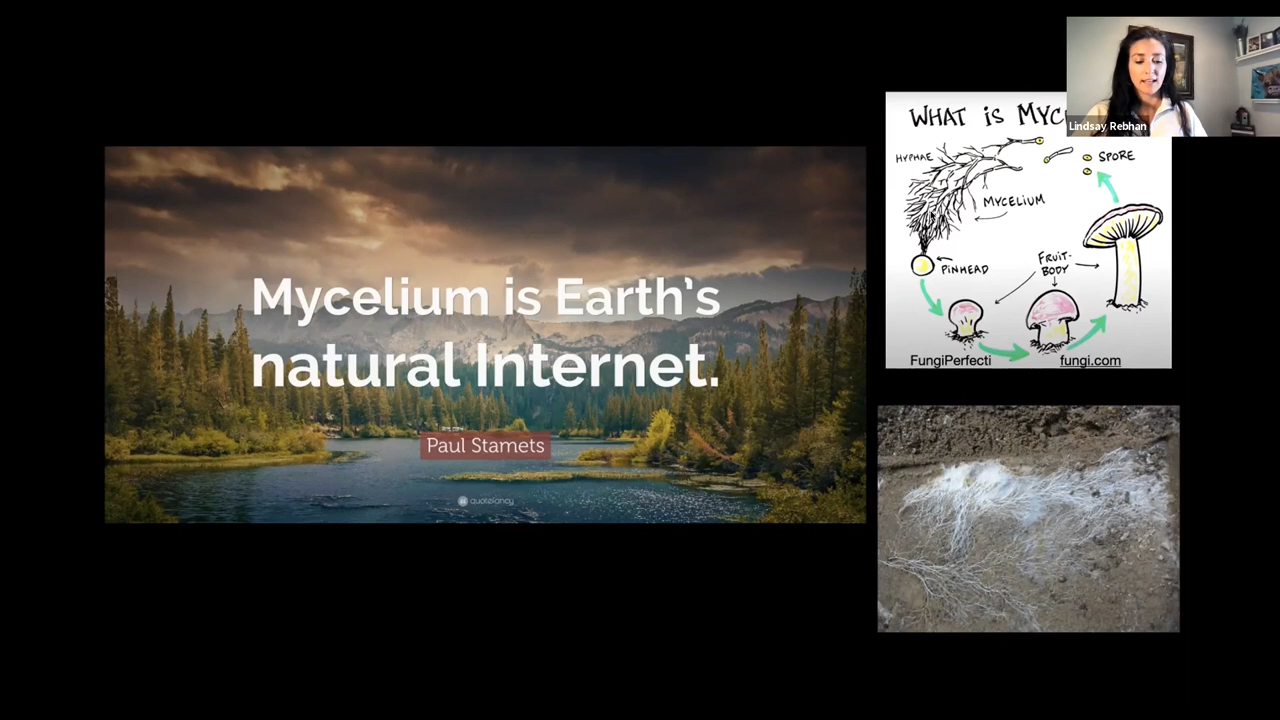 Mycelium is Earth's
natural Internet.
Paul Stamets
quotefancy
Lindsay Rebhan
WHAT iS MYC
HYPHAE
SPORE
MYCELIUM
PINHEAD
FRUIT-
BODY
FungiPerfecti
fungi.com